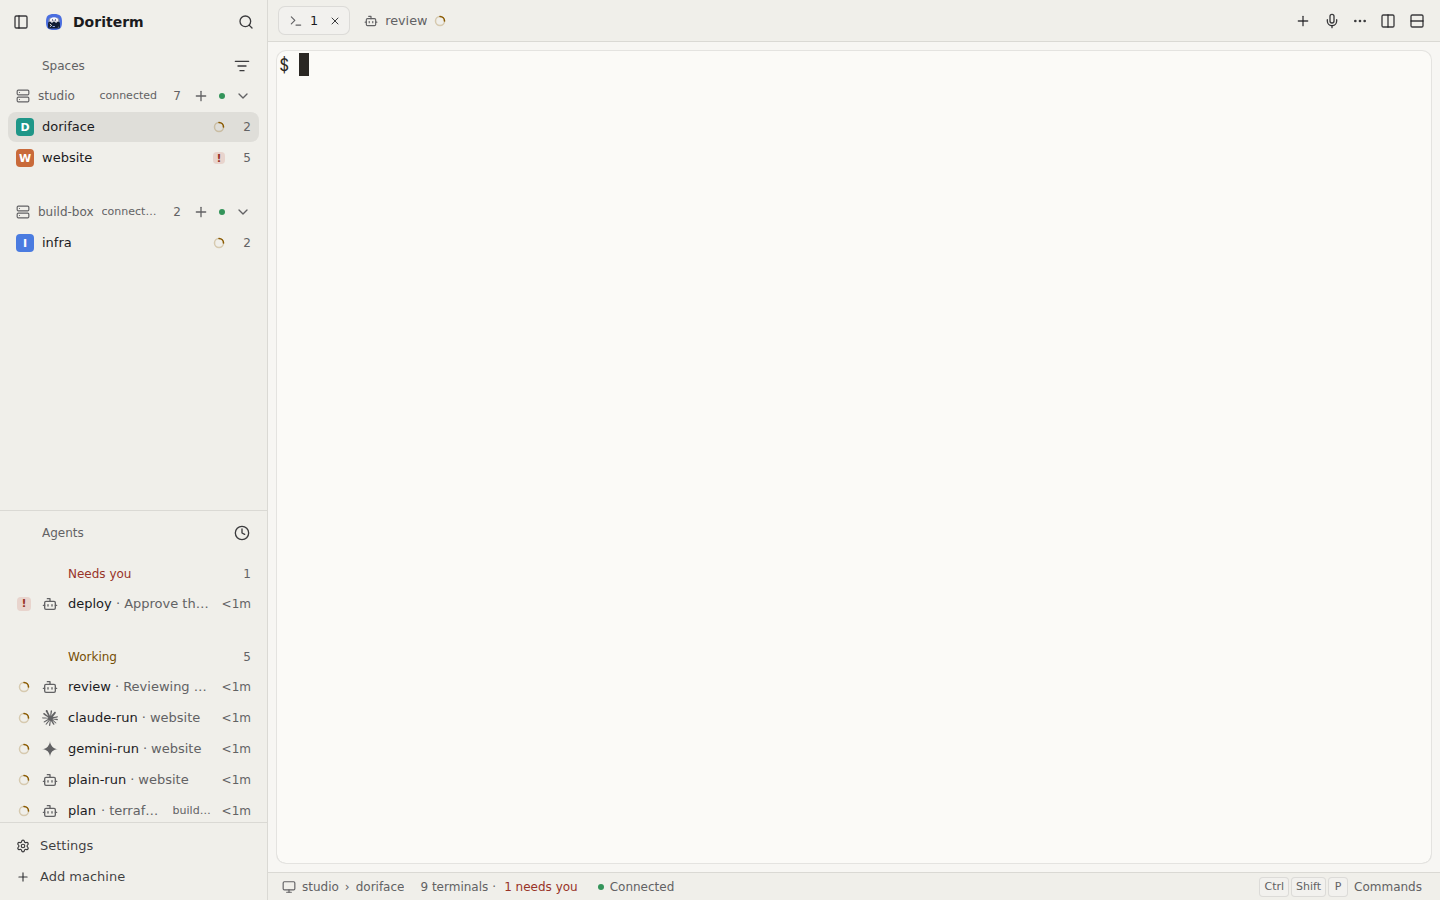 Doriterm
Spaces
studio connected 7
D doriface 2
W website ! 5
build-box connect... 2
I infra 2
Agents
Needs you 1
! deploy · Approve th... <1m
Working 5
review · Reviewing ... <1m
claude-run · website <1m
gemini-run · website <1m
plain-run · website <1m
plan · terraf... build... <1m
Settings
Add machine
1 review
$
studio › doriface 9 terminals · 1 needs you Connected Ctrl Shift P Commands